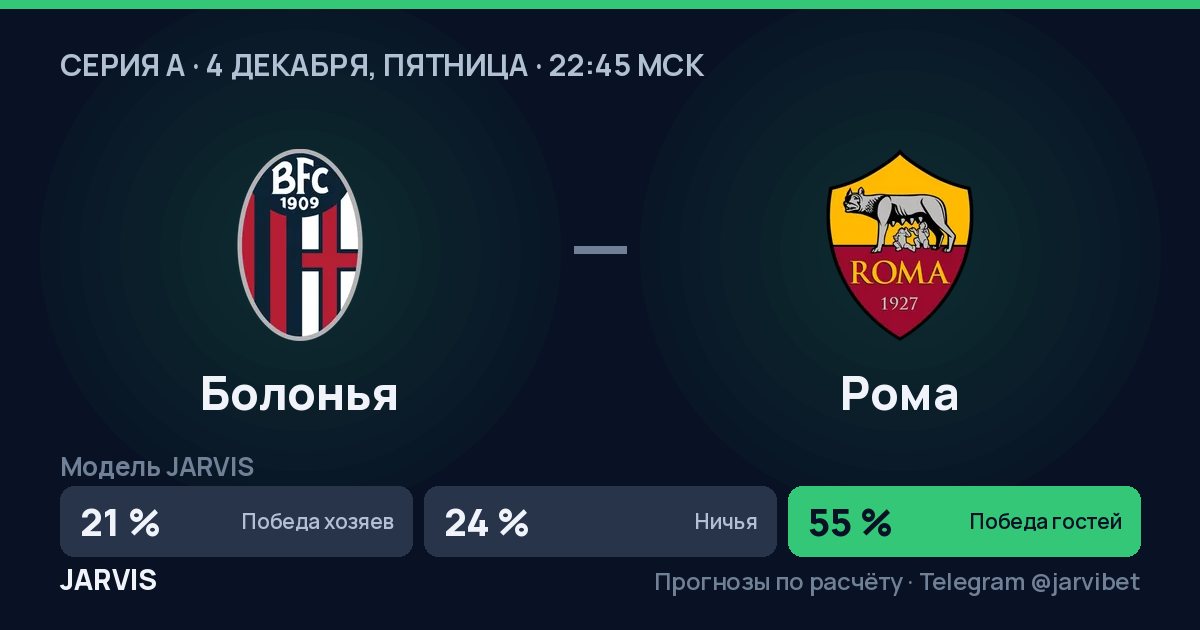 СЕРИЯ А · 4 ДЕКАБРЯ, ПЯТНИЦА · 22:45 МСК
BFC
1909
ROMA
1927
Болонья
Рома
Модель JARVIS
21 % Победа хозяев
24 % Ничья
55 % Победа гостей
JARVIS
Прогнозы по расчёту · Telegram @jarvibet